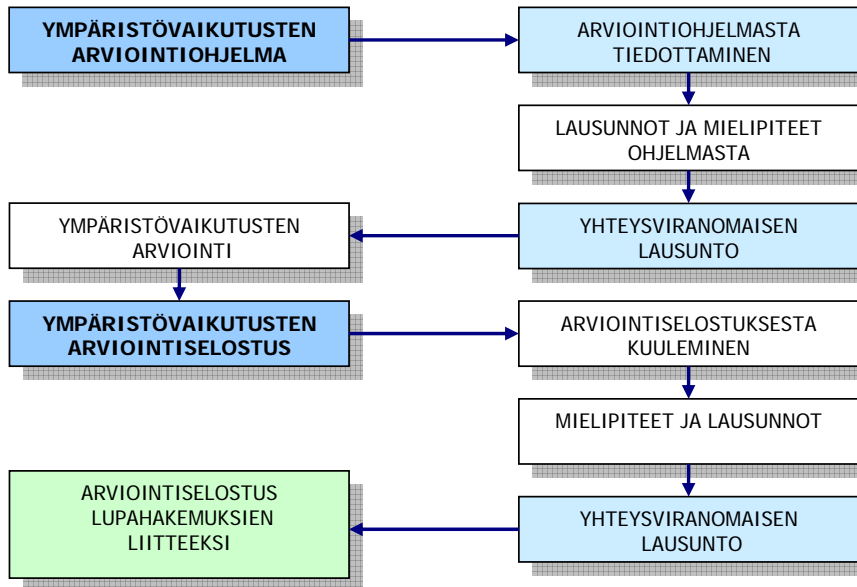 YMPÄRISTÖVAIKUTUSTEN
ARVIOINTIOHJELMA
ARVIOINTIOHJELMASTA
TIEDOTTAMINEN
LAUSUNNOT JA MIELIPITEET
OHJELMASTA
YHTEYSVIRANOMAISEN
LAUSUNTO
YMPÄRISTÖVAIKUTUSTEN
ARVIOINTI
YMPÄRISTÖVAIKUTUSTEN
ARVIOINTISELOSTUS
ARVIOINTISELOSTUKSESTA
KUULEMINEN
MIELIPITEET JA LAUSUNNOT
YHTEYSVIRANOMAISEN
LAUSUNTO
ARVIOINTISELOSTUS
LUPAHAKEMUKSIEN
LIITTEEKSI